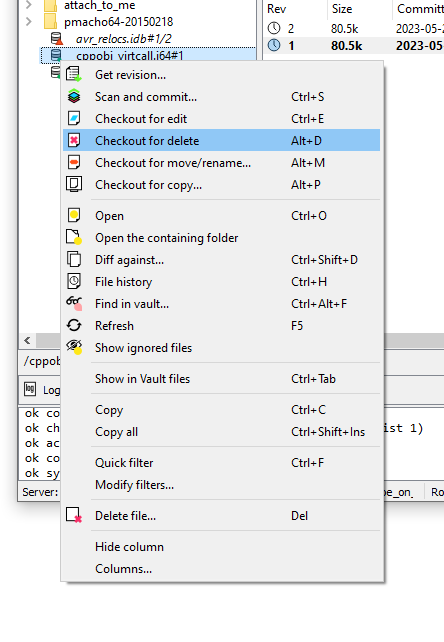 attach_to_me
pmacho64-20150218
avr_relocs.idb#1/2
cppobj_virtcall.i64#1
Rev Size Committ
2 80.5k 2023-05-2
1 80.5k 2023-05
Get revision...
Scan and commit... Ctrl+S
Checkout for edit Ctrl+E
Checkout for delete Alt+D
Checkout for move/rename... Alt+M
Checkout for copy... Alt+P
Open Ctrl+O
Open the containing folder
Diff against... Ctrl+Shift+D
File history Ctrl+H
Find in vault... Ctrl+Alt+F
Refresh F5
Show ignored files
Show in Vault files Ctrl+Tab
Copy Ctrl+C
Copy all Ctrl+Shift+Ins
Quick filter Ctrl+F
Modify filters...
Delete file... Del
Hide column
Columns...
/cppob
log Log
ok co
ok ch ist 1)
ok ac
ok co
ok sy
Server: pe_on_ Ro